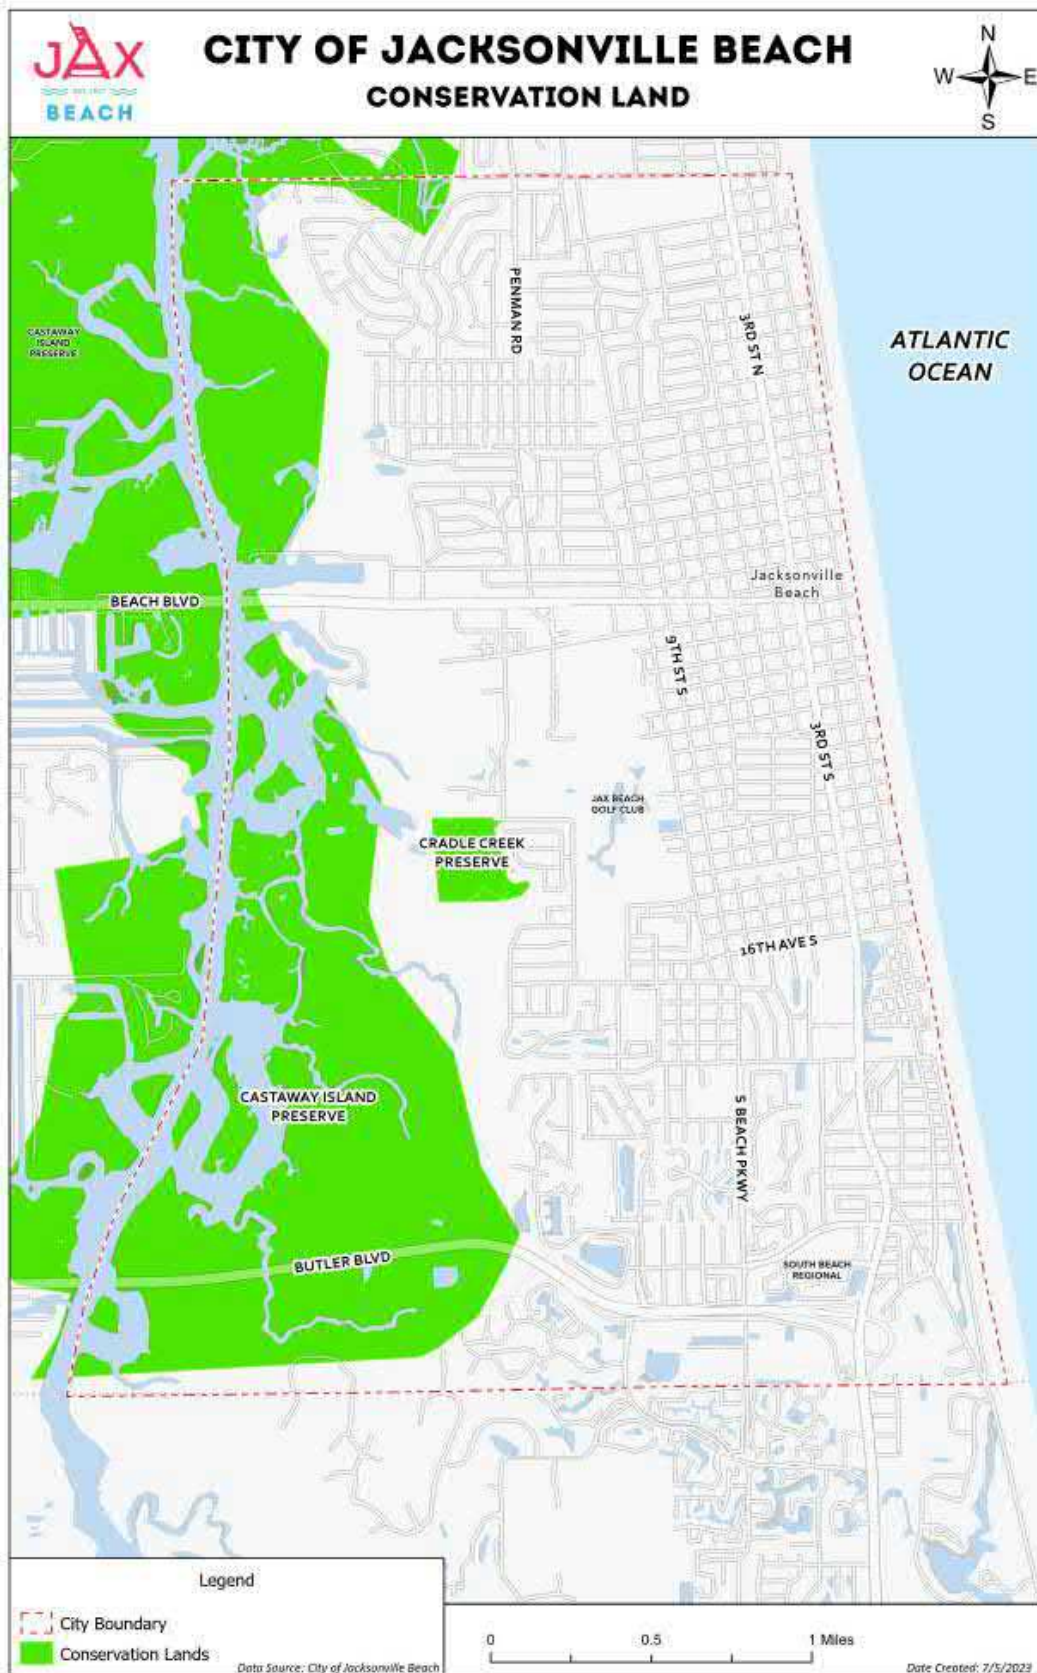 JAX
EST. 1907
BEACH
CITY OF JACKSONVILLE BEACH
CONSERVATION LAND
N
W E
S
PENMAN RD
3RD ST N
ATLANTIC
OCEAN
CASTAWAY
ISLAND
PRESERVE
BEACH BLVD
Jacksonville
Beach
9TH ST S
3RD ST S
JAX BEACH
GOLF CLUB
CRADLE CREEK
PRESERVE
16TH AVE S
CASTAWAY ISLAND
PRESERVE
S BEACH PKWY
BUTLER BLVD
SOUTH BEACH
REGIONAL
Legend
City Boundary
Conservation Lands
Data Source: City of Jacksonville Beach
0 0.5 1 Miles
Date Created: 7/5/2023